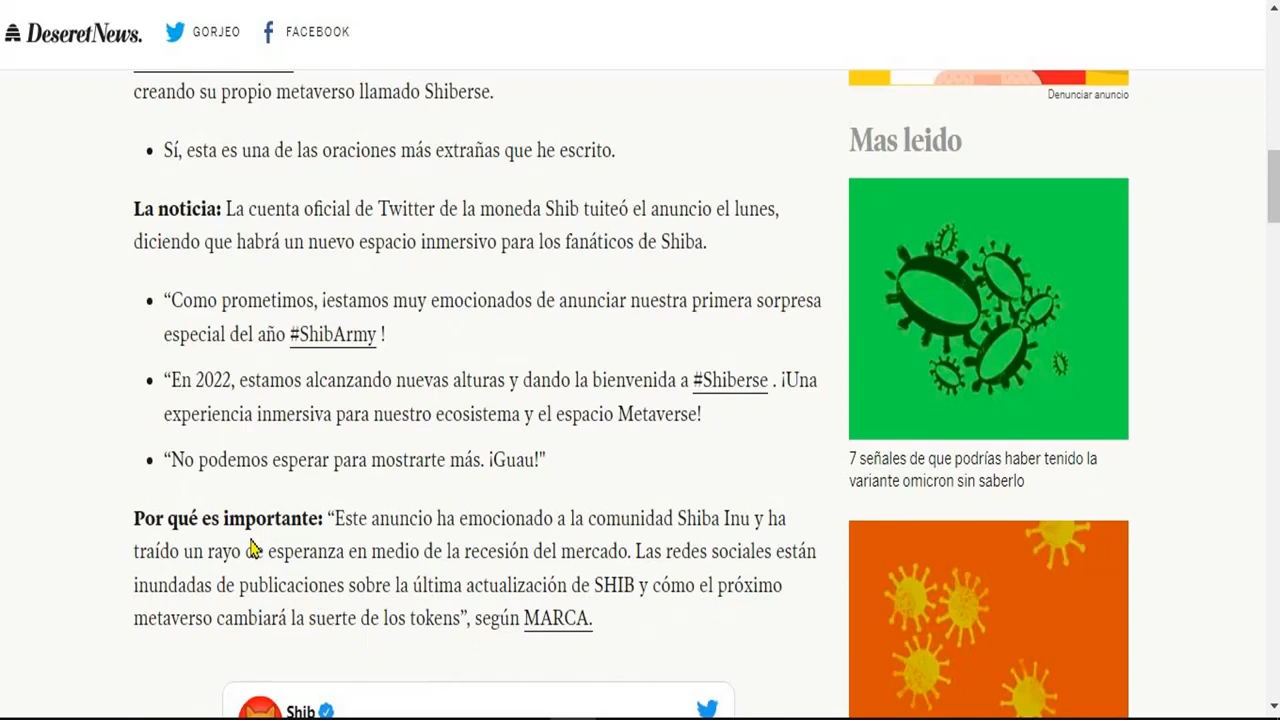 DeseretNews.
GORJEO
FACEBOOK
creando su propio metaverso llamado Shiberse.
• Sí, esta es una de las oraciones más extrañas que he escrito.
La noticia: La cuenta oficial de Twitter de la moneda Shib tuiteó el anuncio el lunes,
diciendo que habrá un nuevo espacio inmersivo para los fanáticos de Shiba.
• “Como prometimos, ¡estamos muy emocionados de anunciar nuestra primera sorpresa
especial del año #ShibArmy !
• “En 2022, estamos alcanzando nuevas alturas y dando la bienvenida a #Shiberse . ¡Una
experiencia inmersiva para nuestro ecosistema y el espacio Metaverse!
• “No podemos esperar para mostrarte más. ¡Guau!"
Por qué es importante: “Este anuncio ha emocionado a la comunidad Shiba Inu y ha
traído un rayo de esperanza en medio de la recesión del mercado. Las redes sociales están
inundadas de publicaciones sobre la última actualización de SHIB y cómo el próximo
metaverso cambiará la suerte de los tokens”, según MARCA.
Shib
Denunciar anuncio
Mas leido
7 señales de que podrías haber tenido la
variante omicron sin saberlo